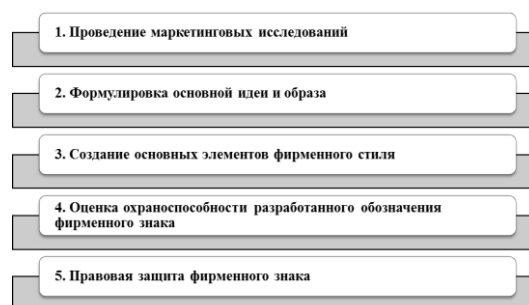 1. Проведение маркетинговых исследований
2. Формулировка основной идеи и образа
3. Создание основных элементов фирменного стиля
4. Оценка охраноспособности разработанного обозначения
фирменного знака
5. Правовая защита фирменного знака